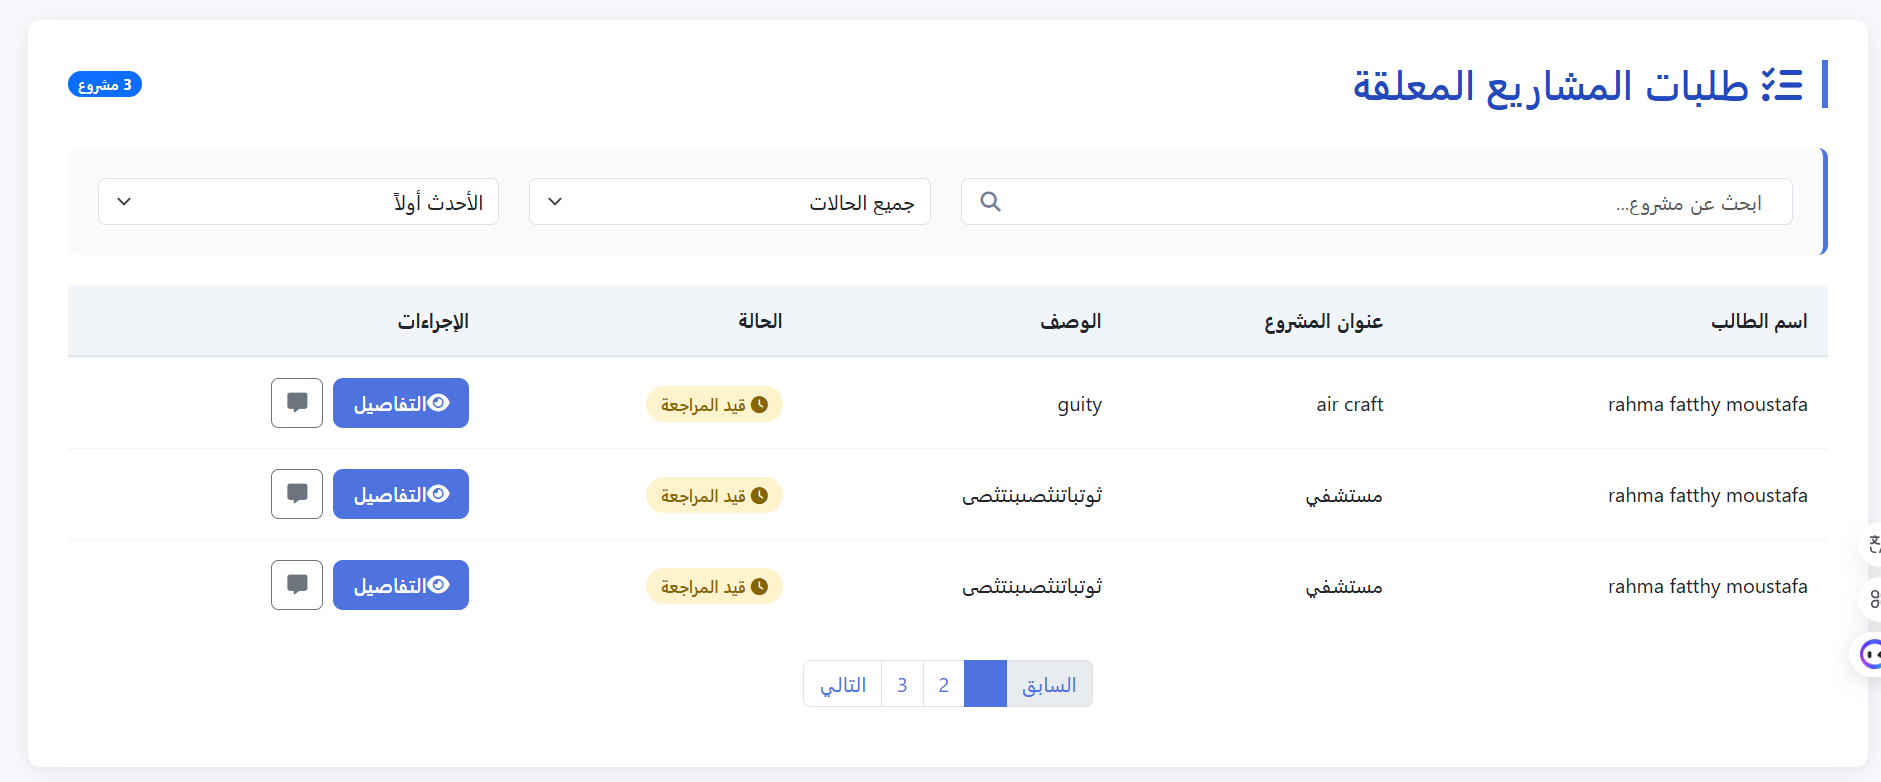 طلبات المشاريع المعلقة
3 مشروع
ابحث عن مشروع...
جميع الحالات
الأحدث أولاً
اسم الطالب عنوان المشروع الوصف الحالة الإجراءات
rahma fatthy moustafa air craft guity قيد المراجعة التفاصيل
rahma fatthy moustafa مستشفي ثوتباتنثصىبنتثصى قيد المراجعة التفاصيل
rahma fatthy moustafa مستشفي ثوتباتنثصىبنتثصى قيد المراجعة التفاصيل
السابق 2 3 التالي